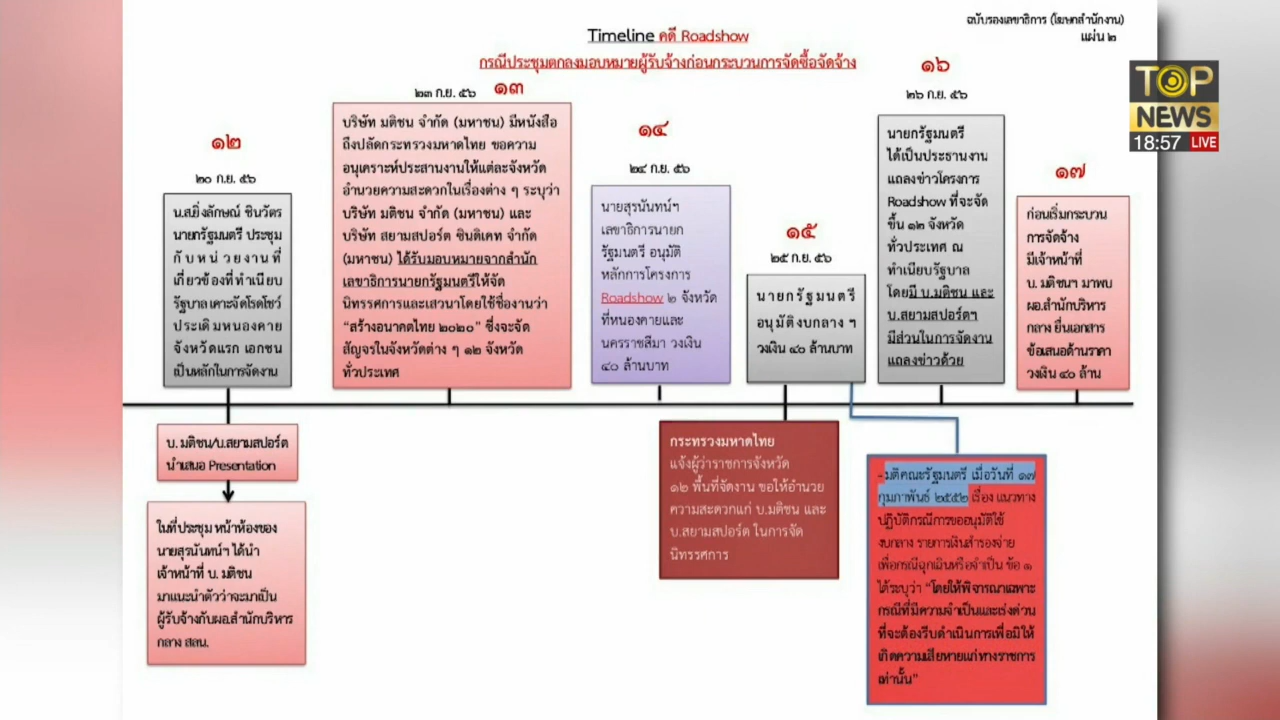 ฉบับรองเลขาธิการ (โฆษกสำนักงาน)
แผ่น ๒
Timeline คดี Roadshow
กรณีประชุมตกลงมอบหมายผู้รับจ้างก่อนกระบวนการจัดซื้อจัดจ้าง
TOP
NEWS
18:57 LIVE
๑๒
๒๐ ก.ย. ๕๖
น.ส.ยิ่งลักษณ์ ชินวัตร
นายกรัฐมนตรี ประชุม
กับหน่วยงานที่
เกี่ยวข้องที่ทำเนียบ
รัฐบาล เคาะจัดโรดโชว์
ประเดิมหนองคาย
จังหวัดแรก เอกชน
เป็นหลักในการจัดงาน
บ. มติชน/บ.สยามสปอร์ต
นำเสนอ Presentation
ในที่ประชุม หน้าห้องของ
นายสุรนันทน์ฯ ได้นำ
เจ้าหน้าที่ บ. มติชน
มาแนะนำตัวว่าจะมาเป็น
ผู้รับจ้างกับผอ.สำนักบริหาร
กลาง สลน.
๑๓
๒๓ ก.ย. ๕๖
บริษัท มติชน จำกัด (มหาชน) มีหนังสือ
ถึงปลัดกระทรวงมหาดไทย ขอความ
อนุเคราะห์ประสานงานให้แต่ละจังหวัด
อำนวยความสะดวกในเรื่องต่าง ๆ ระบุว่า
บริษัท มติชน จำกัด (มหาชน) และ
บริษัท สยามสปอร์ต ซินดิเคท จำกัด
(มหาชน) ได้รับมอบหมายจากสำนัก
เลขาธิการนายกรัฐมนตรีให้จัด
นิทรรศการและเสวนาโดยใช้ชื่องานว่า
“สร้างอนาคตไทย ๒๐๒๐” ซึ่งจะจัด
สัญจรในจังหวัดต่าง ๆ ๑๒ จังหวัด
ทั่วประเทศ
๑๔
๒๔ ก.ย. ๕๖
นายสุรนันทน์ฯ
เลขาธิการนายก
รัฐมนตรี อนุมัติ
หลักการโครงการ
Roadshow ๒ จังหวัด
ที่หนองคายและ
นครราชสีมา วงเงิน
๔๐ ล้านบาท
๑๕
๒๕ ก.ย. ๕๖
นายกรัฐมนตรี
อนุมัติงบกลาง ฯ
วงเงิน ๔๐ ล้านบาท
กระทรวงมหาดไทย
แจ้งผู้ว่าราชการจังหวัด
๑๒ พื้นที่จัดงาน ขอให้อำนวย
ความสะดวกแก่ บ.มติชน และ
บ.สยามสปอร์ต ในการจัด
นิทรรศการ
-มติคณะรัฐมนตรี เมื่อวันที่ ๑๗
กุมภาพันธ์ ๒๕๕๒ เรื่อง แนวทาง
ปฏิบัติกรณีการขออนุมัติใช้
งบกลาง รายการเงินสำรองจ่าย
เพื่อกรณีฉุกเฉินหรือจำเป็น ข้อ ๑
ได้ระบุว่า “โดยให้พิจารณาเฉพาะ
กรณีที่มีความจำเป็นและเร่งด่วน
ที่จะต้องรีบดำเนินการเพื่อมิให้
เกิดความเสียหายแก่ทางราชการ
เท่านั้น”
๑๖
๒๖ ก.ย. ๕๖
นายกรัฐมนตรี
ได้เป็นประธานงาน
แถลงข่าวโครงการ
Roadshow ที่จะจัด
ขึ้น ๑๒ จังหวัด
ทั่วประเทศ ณ
ทำเนียบรัฐบาล
โดยมี บ.มติชน และ
บ.สยามสปอร์ตฯ
มีส่วนในการจัดงาน
แถลงข่าวด้วย
๑๗
ก่อนเริ่มกระบวน
การจัดจ้าง
มีเจ้าหน้าที่
บ. มติชนฯ มาพบ
ผอ.สำนักบริหาร
กลาง ยื่นเอกสาร
ข้อเสนอด้านราคา
วงเงิน ๔๐ ล้าน